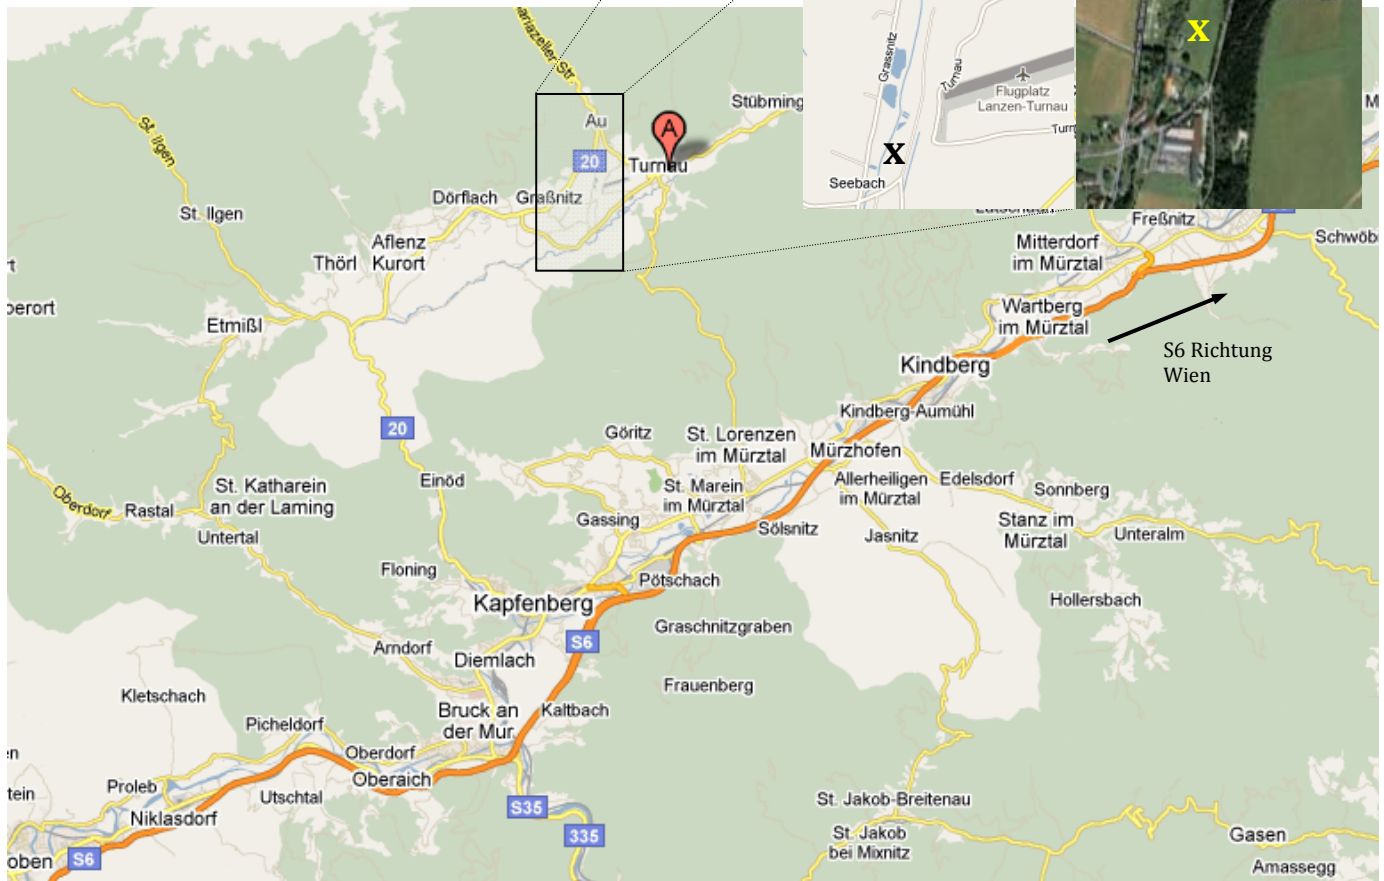 ariazeller Str.
Grassnitz
Turnau
Flugplatz
Lanzen-Turnau
X
X
Seebach
Stübming
Au
A
20
Turnau
St. Ilgen
St. Ilgen
Dörflach
Graßnitz
Aflenz
Kurort
Thörl
Freßnitz
Mitterdorf
im Mürztal
Schwöbi
Etmißl
Wartberg
im Mürztal
S6 Richtung
Wien
Kindberg
Kindberg-Aumühl
20
Göritz
St. Lorenzen
im Mürztal
Mürzhofen
Einöd
St. Marein
im Mürztal
Allerheiligen
im Mürztal
Edelsdorf
Sonnberg
Oberdorf
Rastal
St. Katharein
an der Laming
Untertal
Gassing
Sölsnitz
Jasnitz
Stanz im
Mürztal
Unteralm
Floning
Pötschach
Kapfenberg
Hollersbach
Graschnitzgraben
S6
Arndorf
Diemlach
Frauenberg
Kletschach
Picheldorf
Bruck an
der Mur
Kaltbach
Oberdorf
Oberaich
Proleb
Utschtal
Niklasdorf
S35
335
St. Jakob-Breitenau
St. Jakob
bei Mixnitz
Gasen
Amassegg
oben
S6